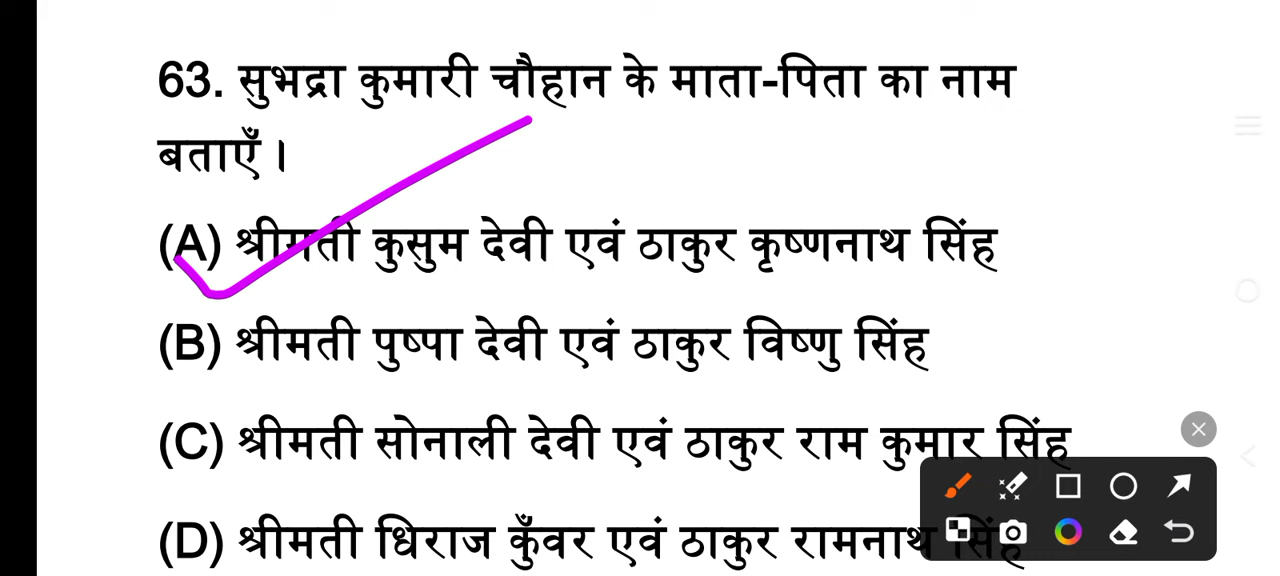 63. सुभद्रा कुमारी चौहान के माता-पिता का नाम
बताएँ।
(A) श्रीमती कुसुम देवी एवं ठाकुर कृष्णनाथ सिंह
(B) श्रीमती पुष्पा देवी एवं ठाकुर विष्णु सिंह
(C) श्रीमती सोनाली देवी एवं ठाकुर राम कुमार सिंह
(D) श्रीमती धिराज कुँवर एवं ठाकुर रामनाथ सिंह